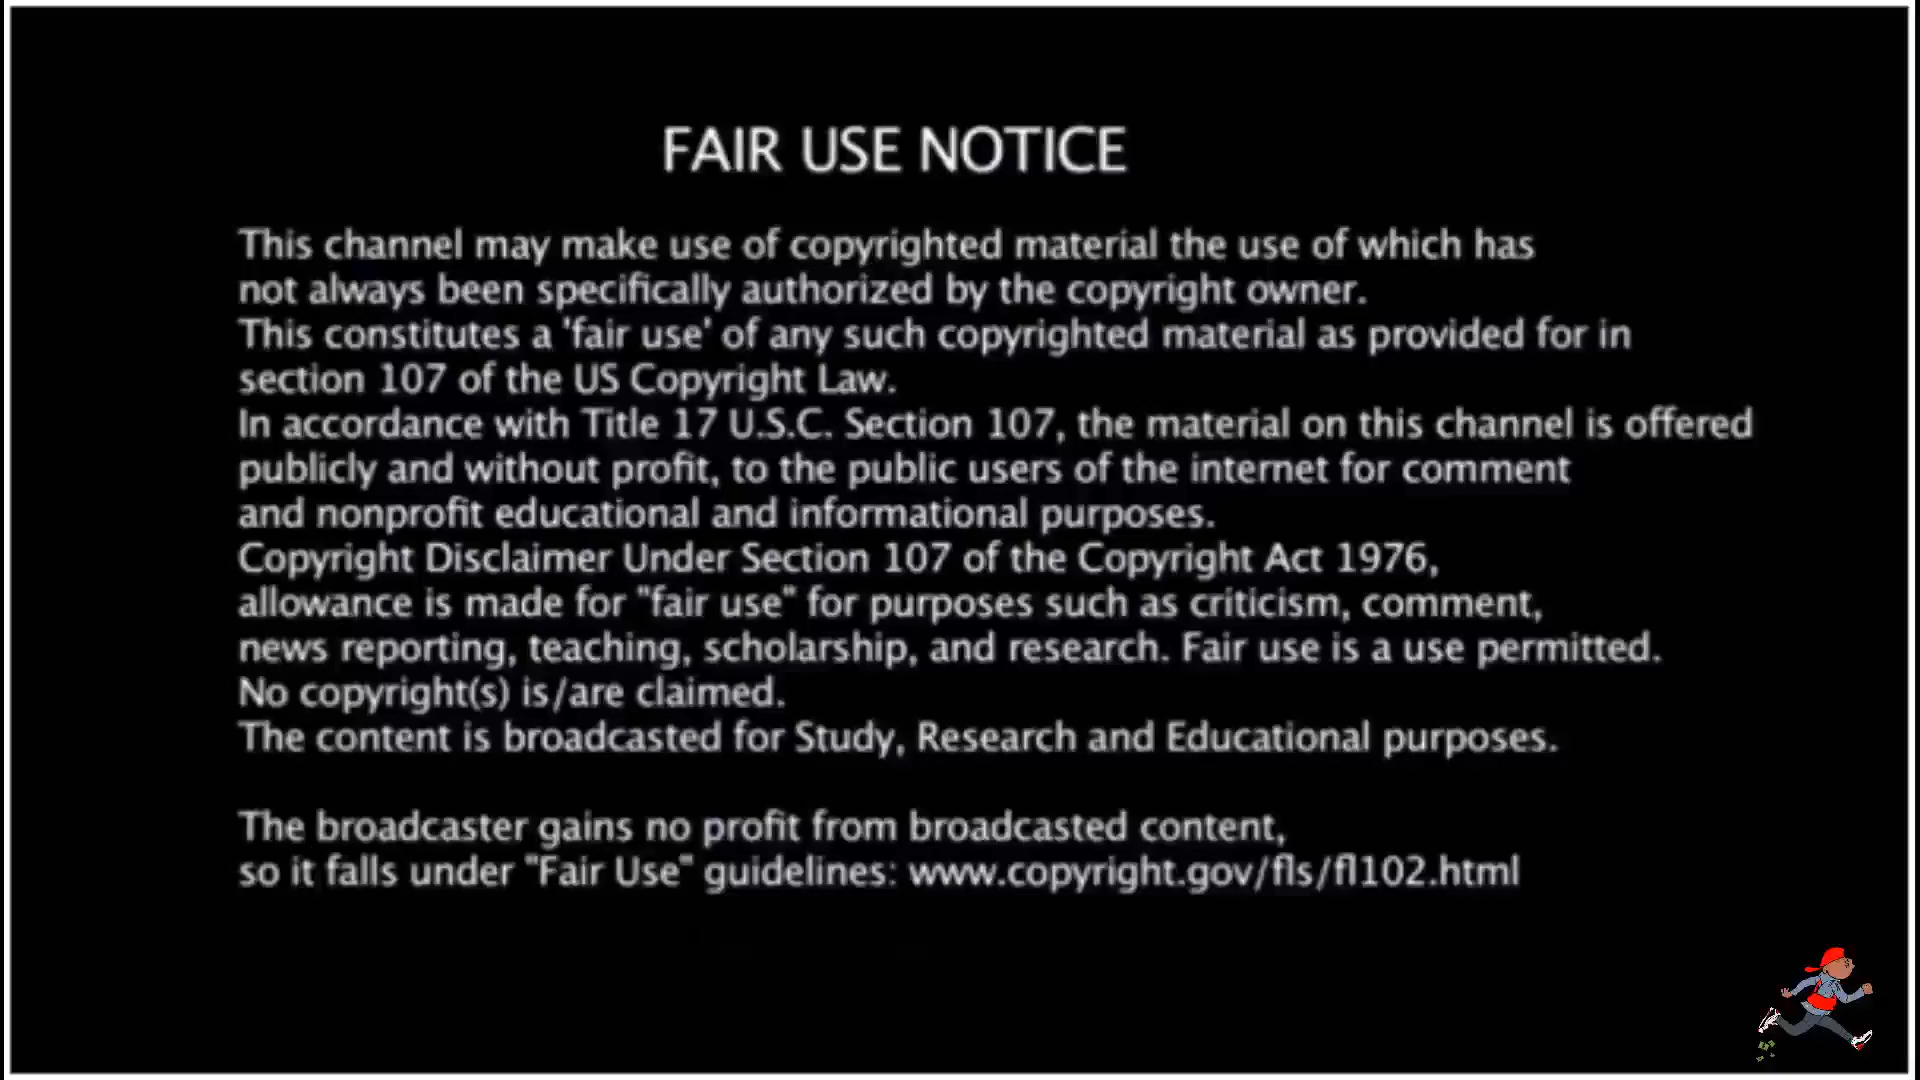 FAIR USE NOTICE
This channel may make use of copyrighted material the use of which has
not always been specifically authorized by the copyright owner.
This constitutes a 'fair use' of any such copyrighted material as provided for in
section 107 of the US Copyright Law.
In accordance with Title 17 U.S.C. Section 107, the material on this channel is offered
publicly and without profit, to the public users of the internet for comment
and nonprofit educational and informational purposes.
Copyright Disclaimer Under Section 107 of the Copyright Act 1976,
allowance is made for "fair use" for purposes such as criticism, comment,
news reporting, teaching, scholarship, and research. Fair use is a use permitted.
No copyright(s) is/are claimed.
The content is broadcasted for Study, Research and Educational purposes.
The broadcaster gains no profit from broadcasted content,
so it falls under "Fair Use" guidelines: www.copyright.gov/fls/fl102.html